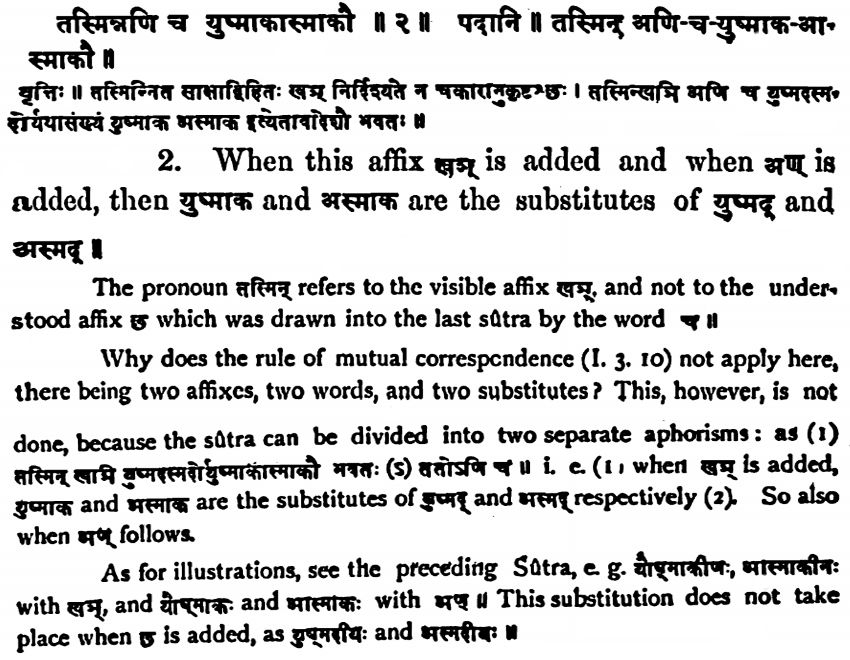 तस्मिन्नणि च युष्माकास्माकौ ॥ २ ॥ पदानि ॥ तस्मिन् अणि-च-युष्माक-आ-
स्माकौ ॥
वृत्तिः ॥ तस्मिन्निति साक्षाद्विहितः खञ् निर्दिश्यते न चकारानुकृष्टश्छः । तस्मिन्खञि अणि च युष्मदस्म-
दोर्यथासंख्यं युष्माक अस्माक इत्येतावादेशौ भवतः ॥
2. When this affix खञ् is added and when अण् is
added, then युष्माक and अस्माक are the substitutes of युष्मद् and
अस्मद् ॥
The pronoun तस्मिन् refers to the visible affix खञ्, and not to the under-
stood affix छ which was drawn into the last sûtra by the word च ॥
Why does the rule of mutual correspondence (I. 3. 10) not apply here,
there being two affixes, two words, and two substitutes? This, however, is not
done, because the sûtra can be divided into two separate aphorisms: as (1)
तस्मिन् खञि युष्मदस्मदोर्युष्माकास्माकौ भवतः (S) ततोऽणि च ॥ i. e. (1) when खञ् is added,
युष्माक and अस्माक are the substitutes of युष्मद् and अस्मद् respectively (2). So also
when अण् follows.
As for illustrations, see the preceding Sûtra, e. g. यौष्माकीणः, आस्माकीनः
with खञ्, and यौष्माकः and आस्माकः with अण् ॥ This substitution does not take
place when छ is added, as युष्मदीयः and अस्मदीयः ॥